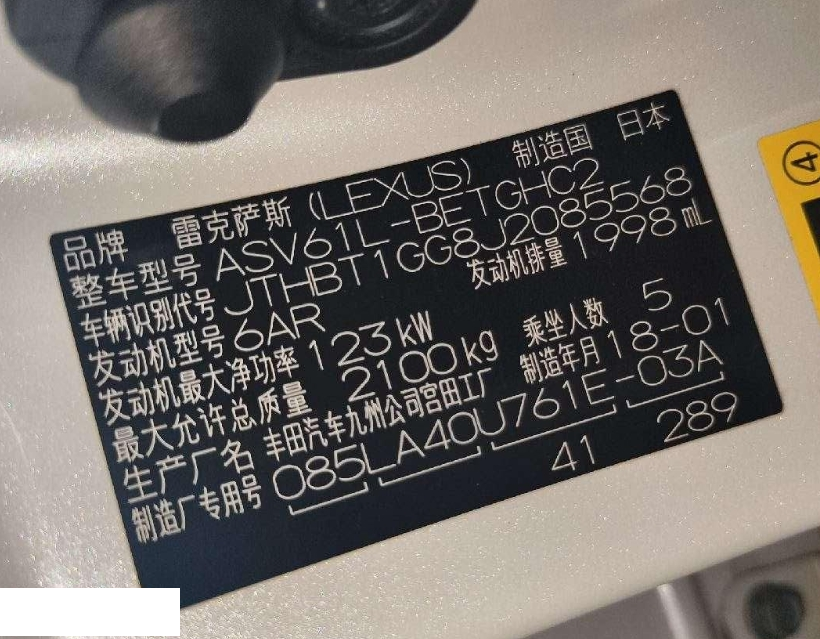 品牌 雷克萨斯 (LEXUS) 制造国 日本
整车型号 ASV61L-BETGHC2
车辆识别代号 JTHBT1GG8J2085568
发动机型号 6AR 发动机排量 1998 mL
发动机最大净功率 123 kW 乘坐人数 5
最大允许总质量 2100 kg 制造年月 18-01
生产厂名 丰田汽车九州公司宫田工厂
制造厂专用号 085LA40U761E-03A
41 289
④